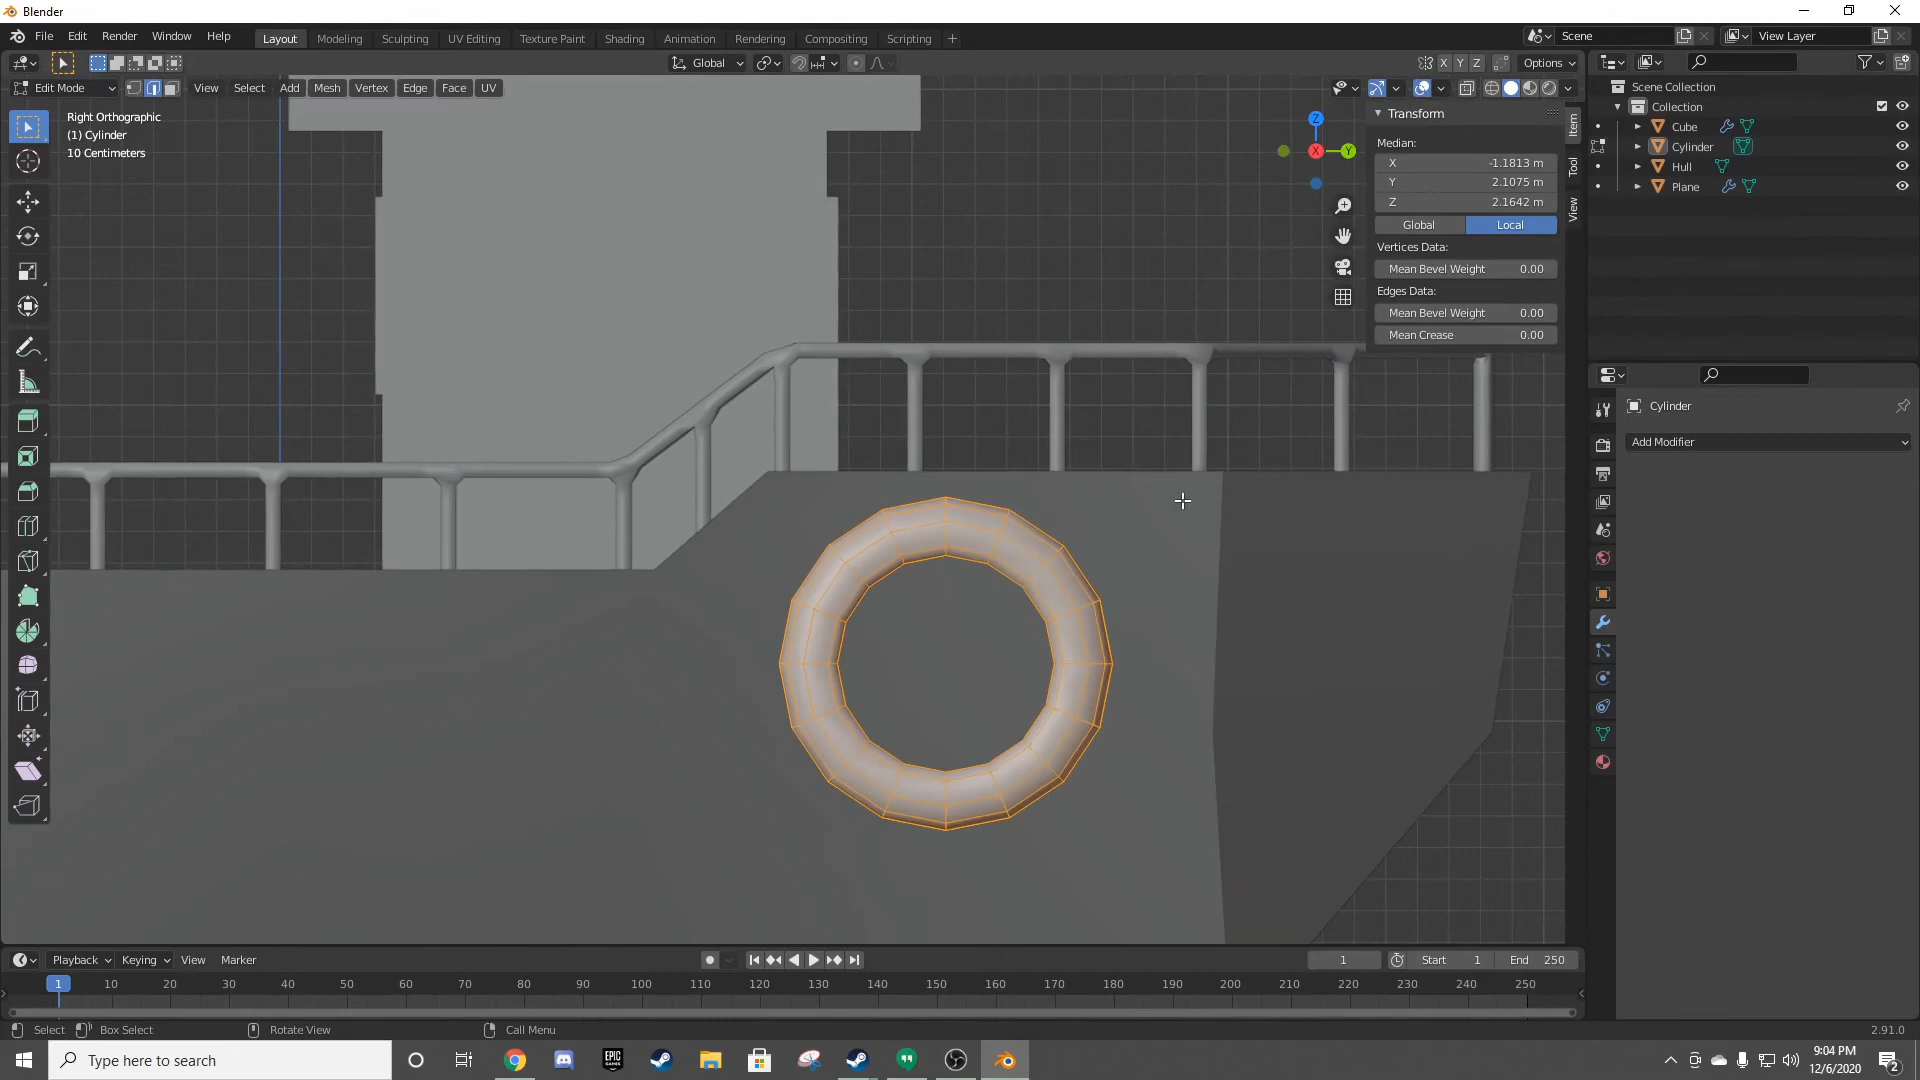 Blender
File Edit Render Window Help
Layout Modeling Sculpting UV Editing Texture Paint Shading Animation Rendering Compositing Scripting +
Scene
View Layer
Global
X Y Z
Options
Edit Mode
View Select Add Mesh Vertex Edge Face UV
Right Orthographic
(1) Cylinder
10 Centimeters
Z
X
Y
Transform
Median:
X -1.1813 m
Y 2.1075 m
Z 2.1642 m
Global Local
Vertices Data:
Mean Bevel Weight 0.00
Edges Data:
Mean Bevel Weight 0.00
Mean Crease 0.00
Item
Tool
View
Scene Collection
Collection
Cube
Cylinder
Hull
Plane
Cylinder
Add Modifier
Playback Keying View Marker
1
Start 1
End 250
1 10 20 30 40 50 60 70 80 90 100 110 120 130 140 150 160 170 180 190 200 210 220 230 240 250
Select Box Select Rotate View Call Menu
2.91.0
Type here to search
EPIC GAMES
9:04 PM
12/6/2020
2